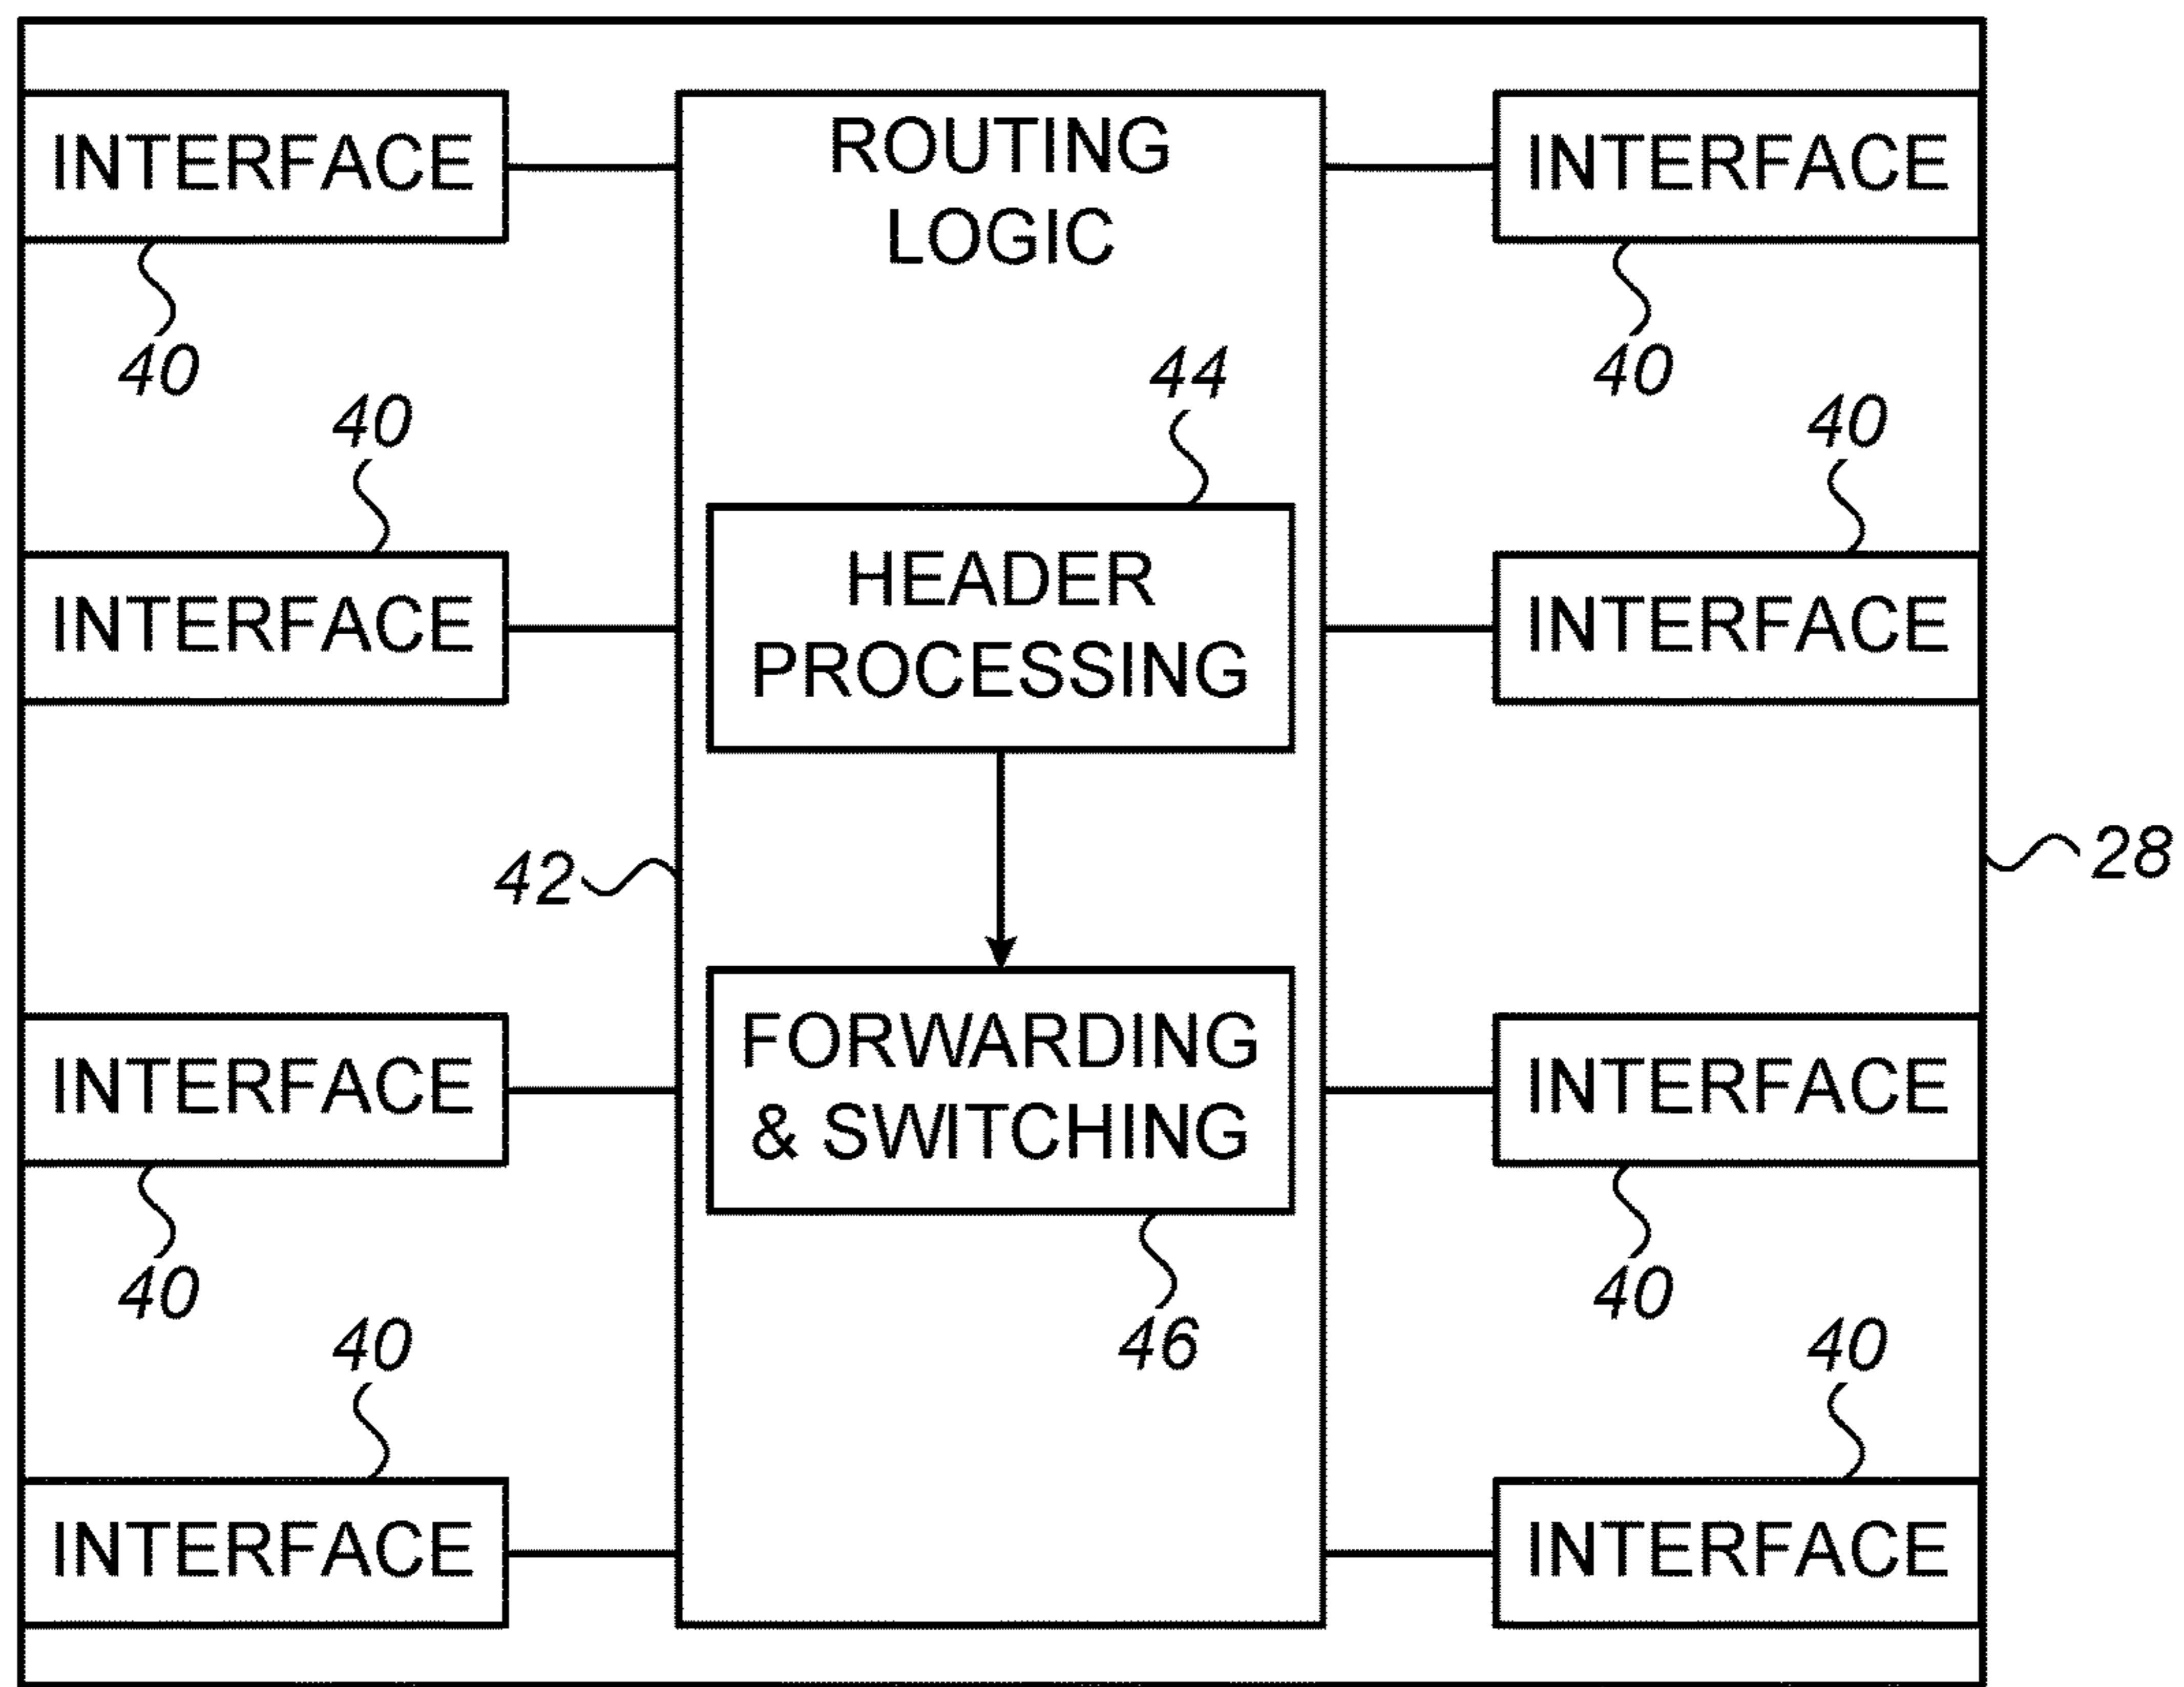 INTERFACE
ROUTING
LOGIC
INTERFACE
40
44
40
40
40
INTERFACE
HEADER
PROCESSING
INTERFACE
42
28
INTERFACE
FORWARDING
& SWITCHING
INTERFACE
40
46
40
40
40
INTERFACE
INTERFACE